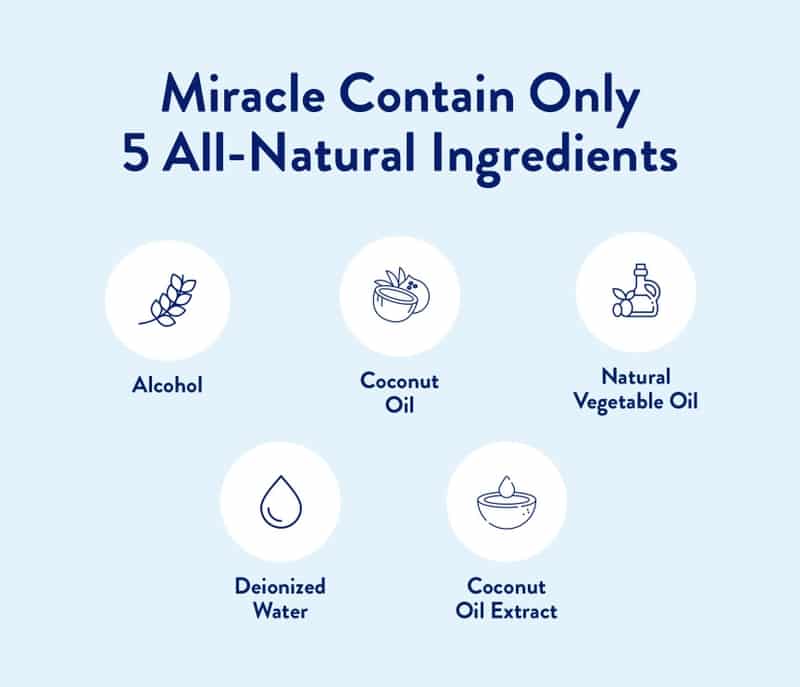 Miracle Contain Only
5 All-Natural Ingredients
Alcohol
Coconut
Oil
Natural
Vegetable Oil
Deionized
Water
Coconut
Oil Extract